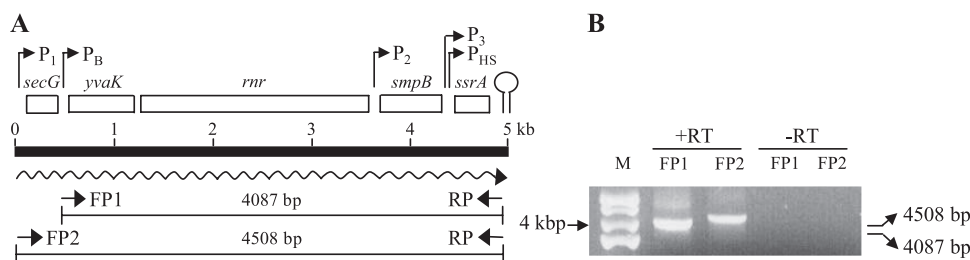 A
P1 PB P2 P3
PHS
secG yvaK rnr smpB ssrA
0 1 2 3 4 5 kb
FP1 4087 bp RP
FP2 4508 bp RP
B
+RT -RT
M FP1 FP2 FP1 FP2
4 kbp
4508 bp
4087 bp